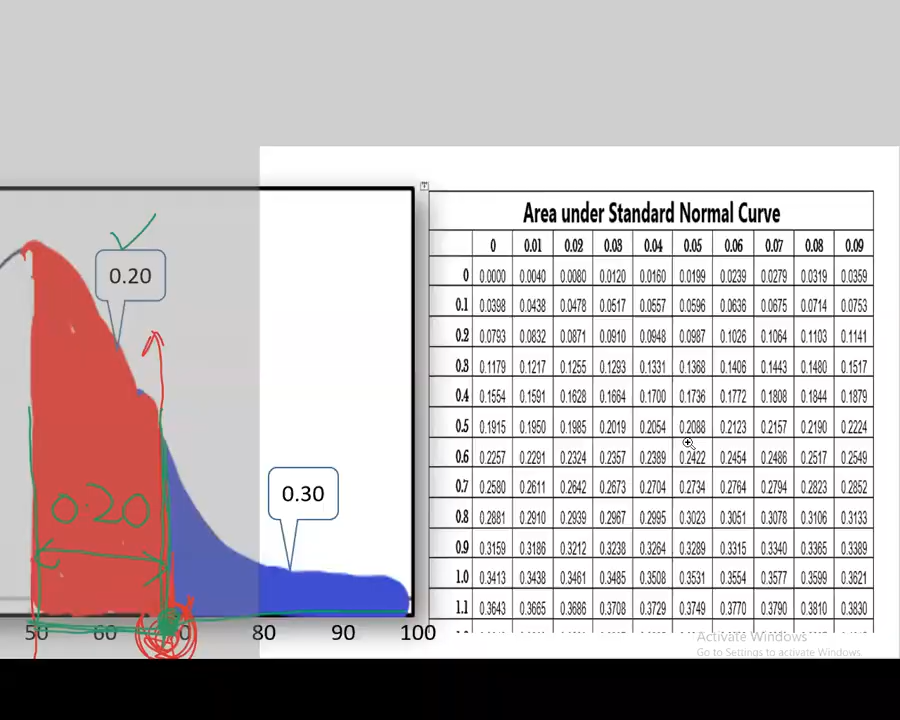 0.20
0.30
0.20
50 60 70 80 90 100
Area under Standard Normal Curve
0 0.01 0.02 0.03 0.04 0.05 0.06 0.07 0.08 0.09
0 0.0000 0.0040 0.0080 0.0120 0.0160 0.0199 0.0239 0.0279 0.0319 0.0359
0.1 0.0398 0.0438 0.0478 0.0517 0.0557 0.0596 0.0636 0.0675 0.0714 0.0753
0.2 0.0793 0.0832 0.0871 0.0910 0.0948 0.0987 0.1026 0.1064 0.1103 0.1141
0.3 0.1179 0.1217 0.1255 0.1293 0.1331 0.1368 0.1406 0.1443 0.1480 0.1517
0.4 0.1554 0.1591 0.1628 0.1664 0.1700 0.1736 0.1772 0.1808 0.1844 0.1879
0.5 0.1915 0.1950 0.1985 0.2019 0.2054 0.2088 0.2123 0.2157 0.2190 0.2224
0.6 0.2257 0.2291 0.2324 0.2357 0.2389 0.2422 0.2454 0.2486 0.2517 0.2549
0.7 0.2580 0.2611 0.2642 0.2673 0.2704 0.2734 0.2764 0.2794 0.2823 0.2852
0.8 0.2881 0.2910 0.2939 0.2967 0.2995 0.3023 0.3051 0.3078 0.3106 0.3133
0.9 0.3159 0.3186 0.3212 0.3238 0.3264 0.3289 0.3315 0.3340 0.3365 0.3389
1.0 0.3413 0.3438 0.3461 0.3485 0.3508 0.3531 0.3554 0.3577 0.3599 0.3621
1.1 0.3643 0.3665 0.3686 0.3708 0.3729 0.3749 0.3770 0.3790 0.3810 0.3830
Activate Windows
Go to Settings to activate Windows.